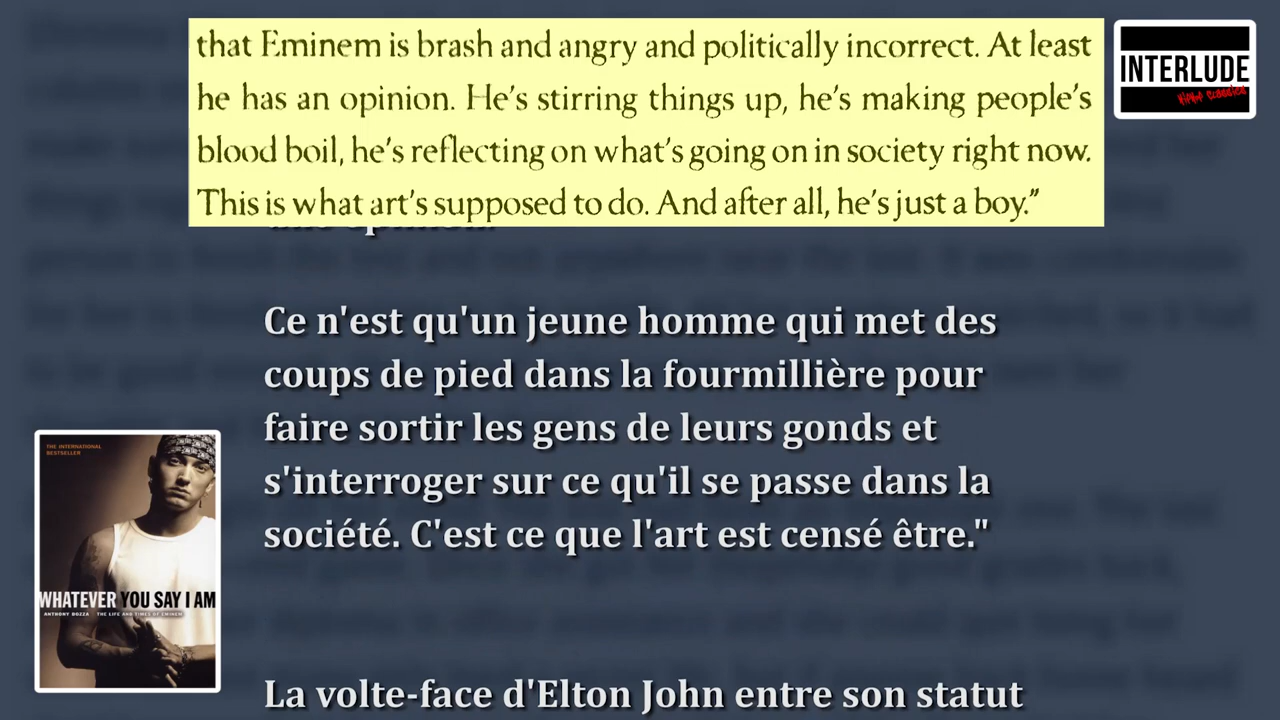 that Eminem is brash and angry and politically incorrect. At least
he has an opinion. He's stirring things up, he's making people's
blood boil, he's reflecting on what's going on in society right now.
This is what art's supposed to do. And after all, he's just a boy."
INTERLUDE
Ce n'est qu'un jeune homme qui met des
coups de pied dans la fourmillière pour
faire sortir les gens de leurs gonds et
s'interroger sur ce qu'il se passe dans la
société. C'est ce que l'art est censé être."
THE INTERNATIONAL
BESTSELLER
WHATEVER YOU SAY I AM
ANTHONY BOZZA THE LIFE AND TIMES OF EMINEM
La volte-face d'Elton John entre son statut